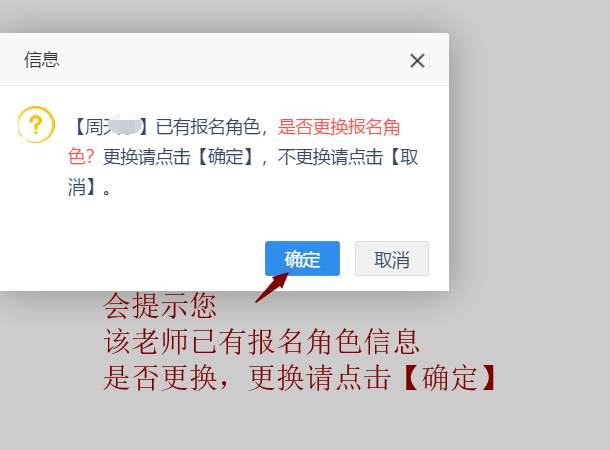 信息
【周天】已有报名角色，是否更换报名角
色？更换请点击【确定】，不更换请点击【取
消】。
确定
取消
会提示您
该老师已有报名角色信息
是否更换，更换请点击【确定】